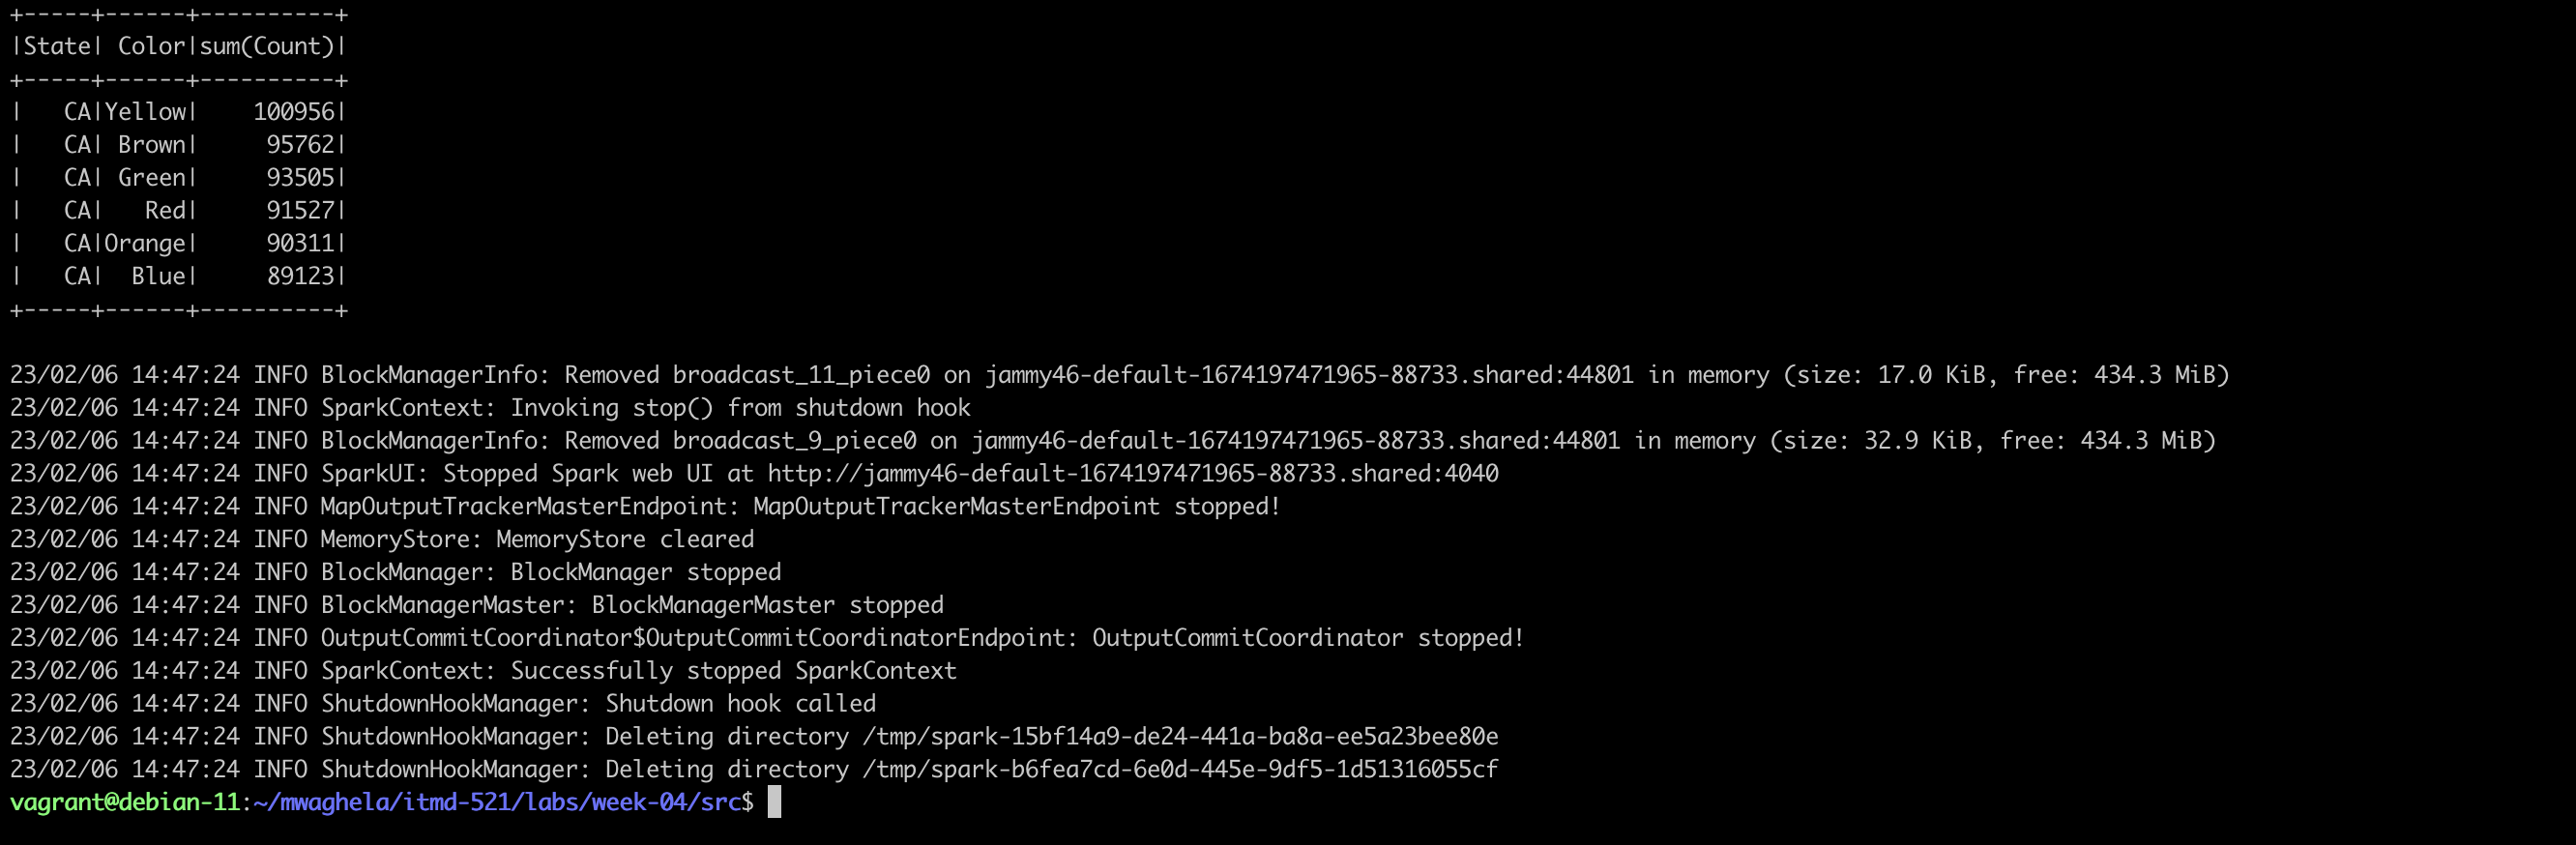 +-----+------+----------+
|State| Color|sum(Count)|
+-----+------+----------+
|   CA|Yellow|    100956|
|   CA| Brown|     95762|
|   CA| Green|     93505|
|   CA|   Red|     91527|
|   CA|Orange|     90311|
|   CA|  Blue|     89123|
+-----+------+----------+
23/02/06 14:47:24 INFO BlockManagerInfo: Removed broadcast_11_piece0 on jammy46-default-1674197471965-88733.shared:44801 in memory (size: 17.0 KiB, free: 434.3 MiB)
23/02/06 14:47:24 INFO SparkContext: Invoking stop() from shutdown hook
23/02/06 14:47:24 INFO BlockManagerInfo: Removed broadcast_9_piece0 on jammy46-default-1674197471965-88733.shared:44801 in memory (size: 32.9 KiB, free: 434.3 MiB)
23/02/06 14:47:24 INFO SparkUI: Stopped Spark web UI at http://jammy46-default-1674197471965-88733.shared:4040
23/02/06 14:47:24 INFO MapOutputTrackerMasterEndpoint: MapOutputTrackerMasterEndpoint stopped!
23/02/06 14:47:24 INFO MemoryStore: MemoryStore cleared
23/02/06 14:47:24 INFO BlockManager: BlockManager stopped
23/02/06 14:47:24 INFO BlockManagerMaster: BlockManagerMaster stopped
23/02/06 14:47:24 INFO OutputCommitCoordinator$OutputCommitCoordinatorEndpoint: OutputCommitCoordinator stopped!
23/02/06 14:47:24 INFO SparkContext: Successfully stopped SparkContext
23/02/06 14:47:24 INFO ShutdownHookManager: Shutdown hook called
23/02/06 14:47:24 INFO ShutdownHookManager: Deleting directory /tmp/spark-15bf14a9-de24-441a-ba8a-ee5a23bee80e
23/02/06 14:47:24 INFO ShutdownHookManager: Deleting directory /tmp/spark-b6fea7cd-6e0d-445e-9df5-1d51316055cf
vagrant@debian-11:~/mwaghela/itmd-521/labs/week-04/src$